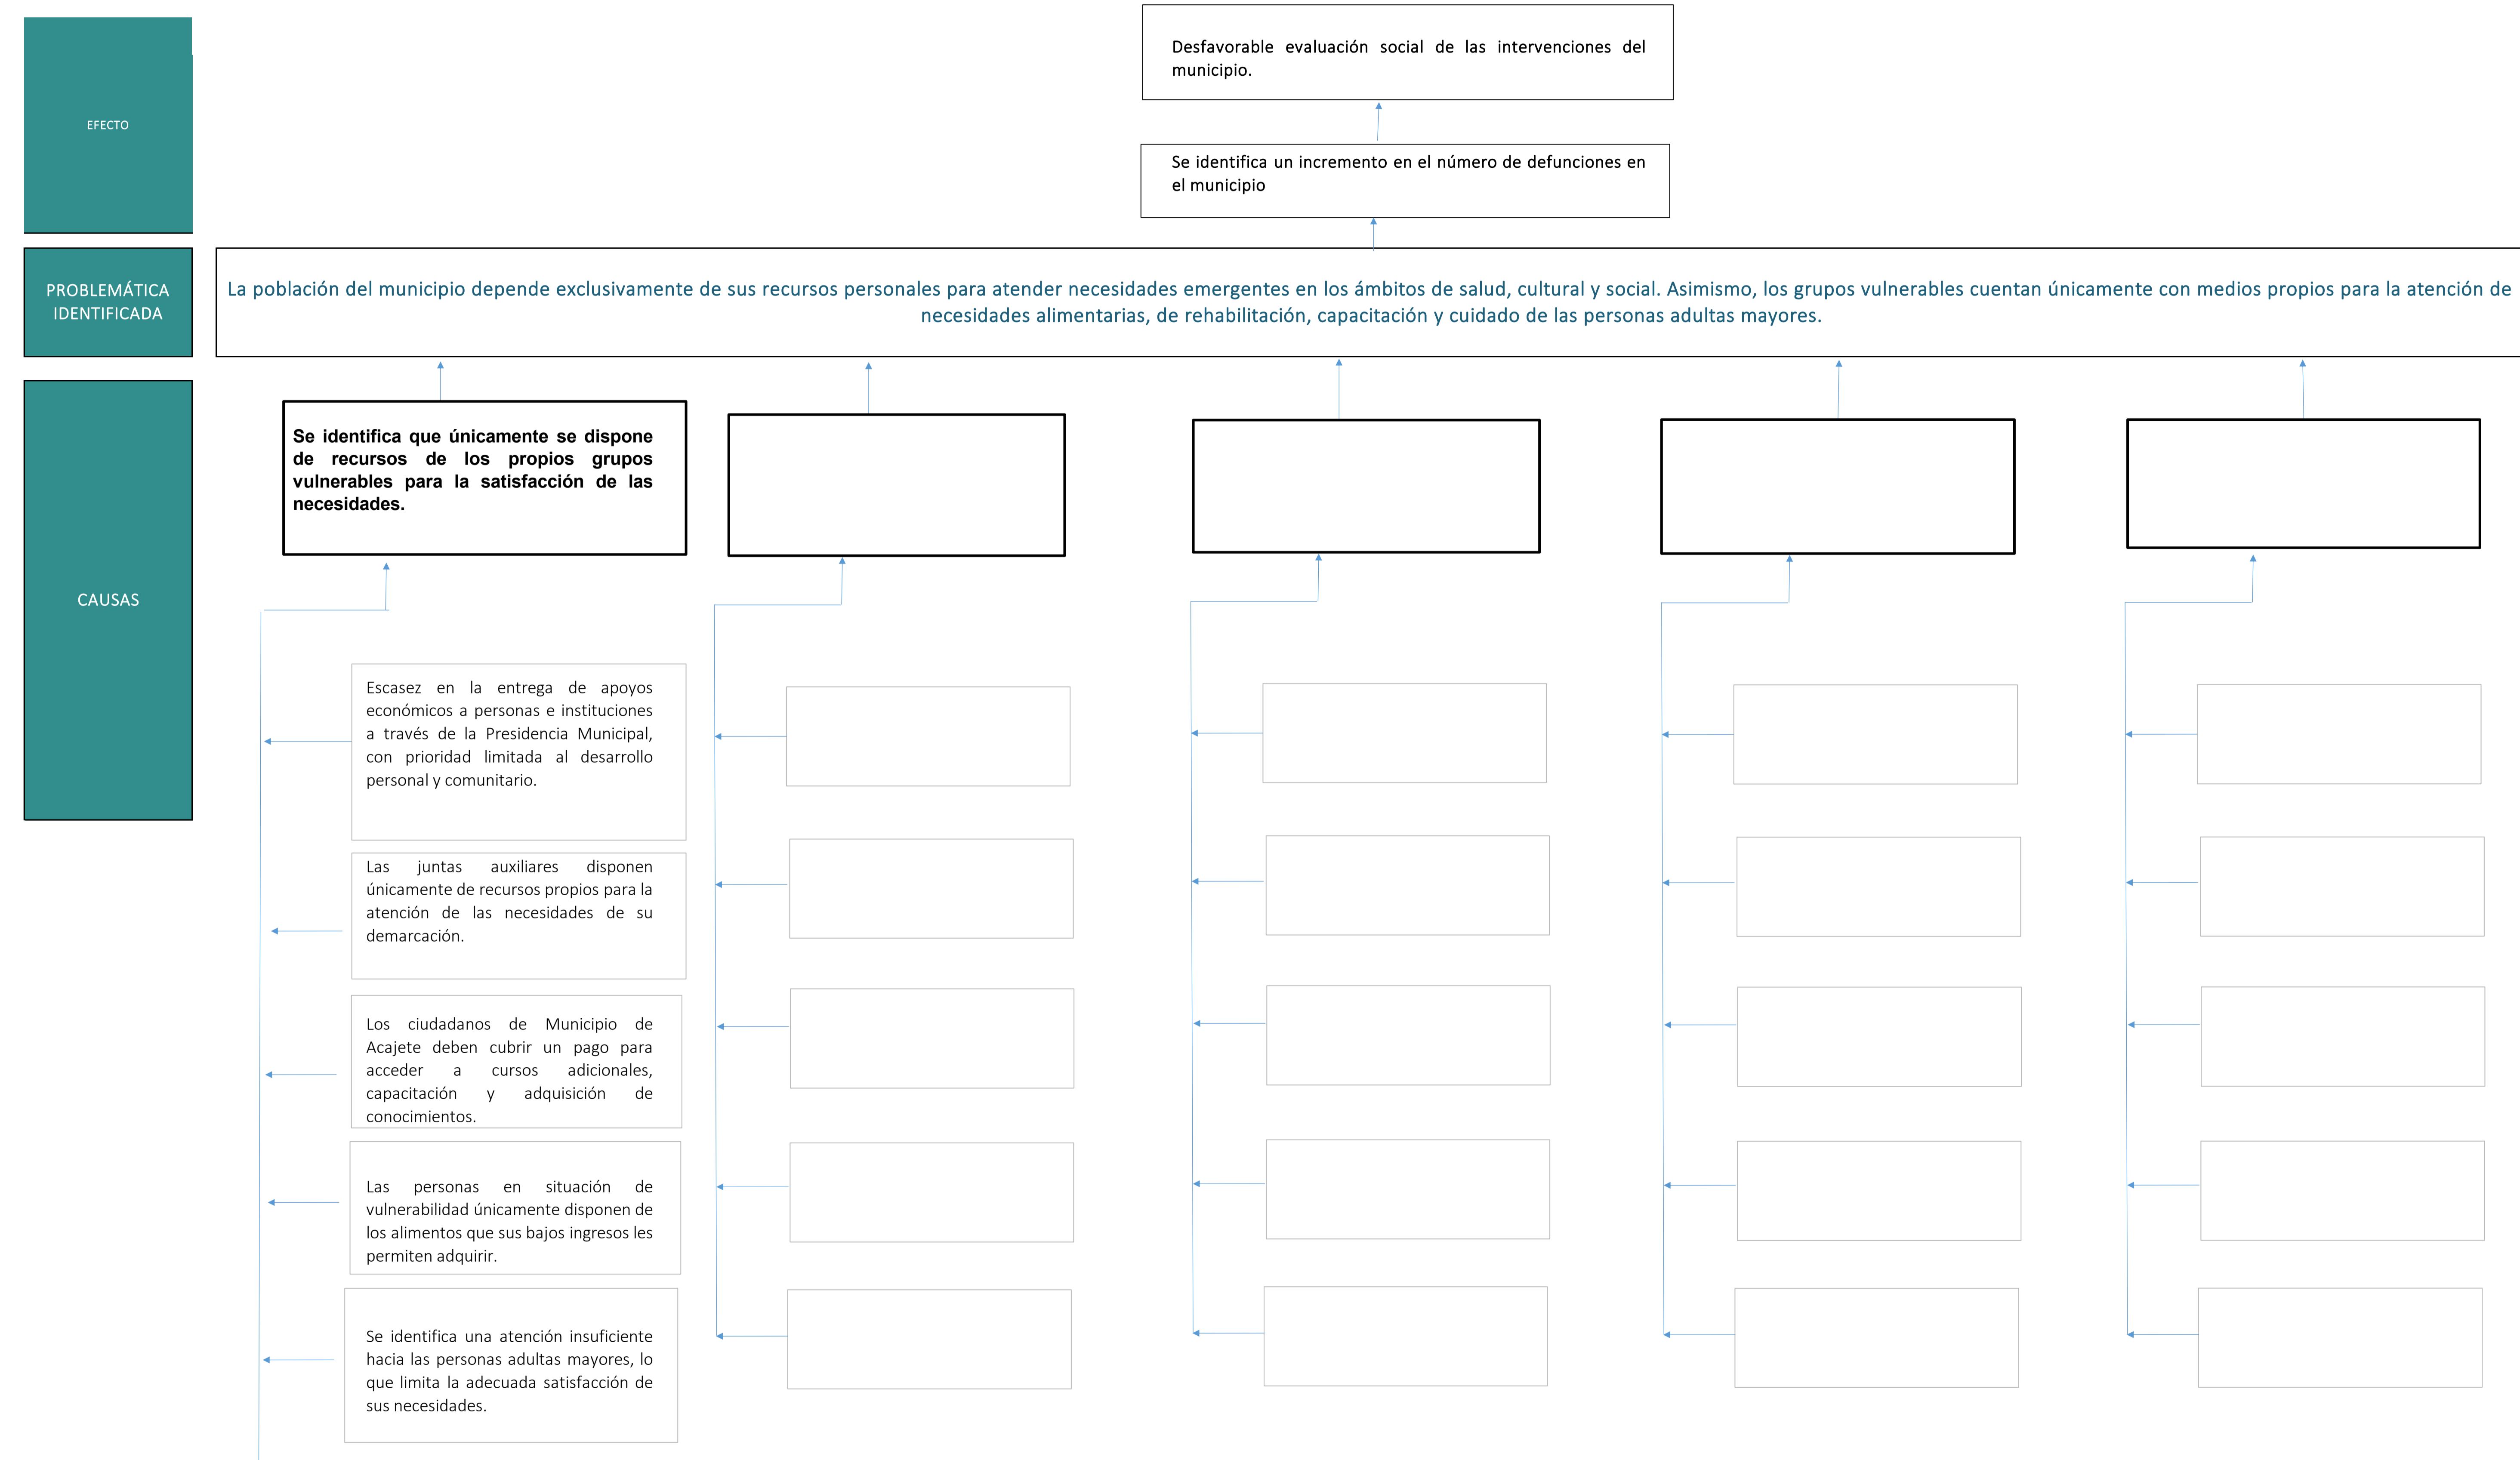 Desfavorable evaluación social de las intervenciones del
municipio.
EFECTO
Se identifica un incremento en el número de defunciones en
el municipio
PROBLEMÁTICA
IDENTIFICADA
La población del municipio depende exclusivamente de sus recursos personales para atender necesidades emergentes en los ámbitos de salud, cultural y social. Asimismo, los grupos vulnerables cuentan únicamente con medios propios para la atención de
necesidades alimentarias, de rehabilitación, capacitación y cuidado de las personas adultas mayores.
CAUSAS
Se identifica que únicamente se dispone
de recursos de los propios grupos
vulnerables para la satisfacción de las
necesidades.
Escasez en la entrega de apoyos
económicos a personas e instituciones
a través de la Presidencia Municipal,
con prioridad limitada al desarrollo
personal y comunitario.
Las juntas auxiliares disponen
únicamente de recursos propios para la
atención de las necesidades de su
demarcación.
Los ciudadanos de Municipio de
Acajete deben cubrir un pago para
acceder a cursos adicionales,
capacitación y adquisición de
conocimientos.
Las personas en situación de
vulnerabilidad únicamente disponen de
los alimentos que sus bajos ingresos les
permiten adquirir.
Se identifica una atención insuficiente
hacia las personas adultas mayores, lo
que limita la adecuada satisfacción de
sus necesidades.